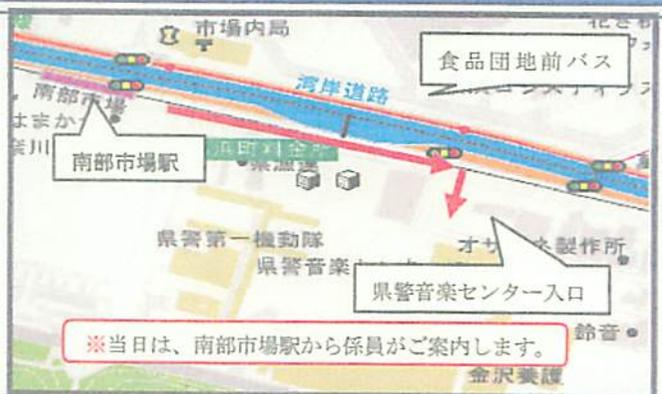 市場内局
食品団地前バス
湾岸道路
南部市場
はまか
南部市場駅
県警第一機動隊
県警音楽
製作所
県警音楽センター入口
鈴音
※当日は、南部市場駅から係員がご案内します。
金沢養護